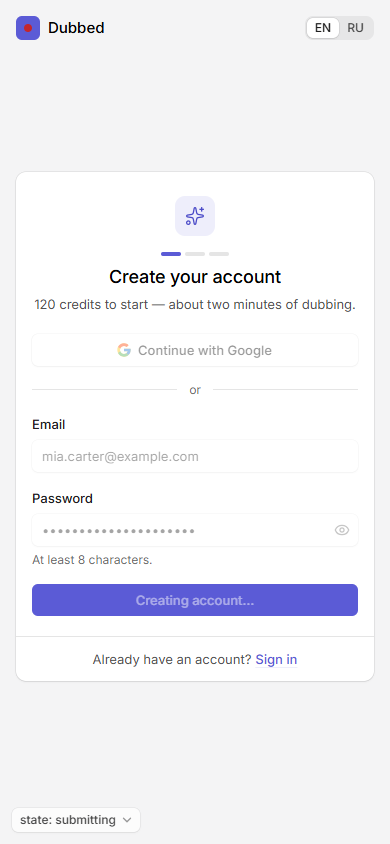 Dubbed
EN RU
Create your account
120 credits to start — about two minutes of dubbing.
Continue with Google
or
Email
mia.carter@example.com
Password
••••••••••••••••••••
At least 8 characters.
Creating account...
Already have an account? Sign in
state: submitting